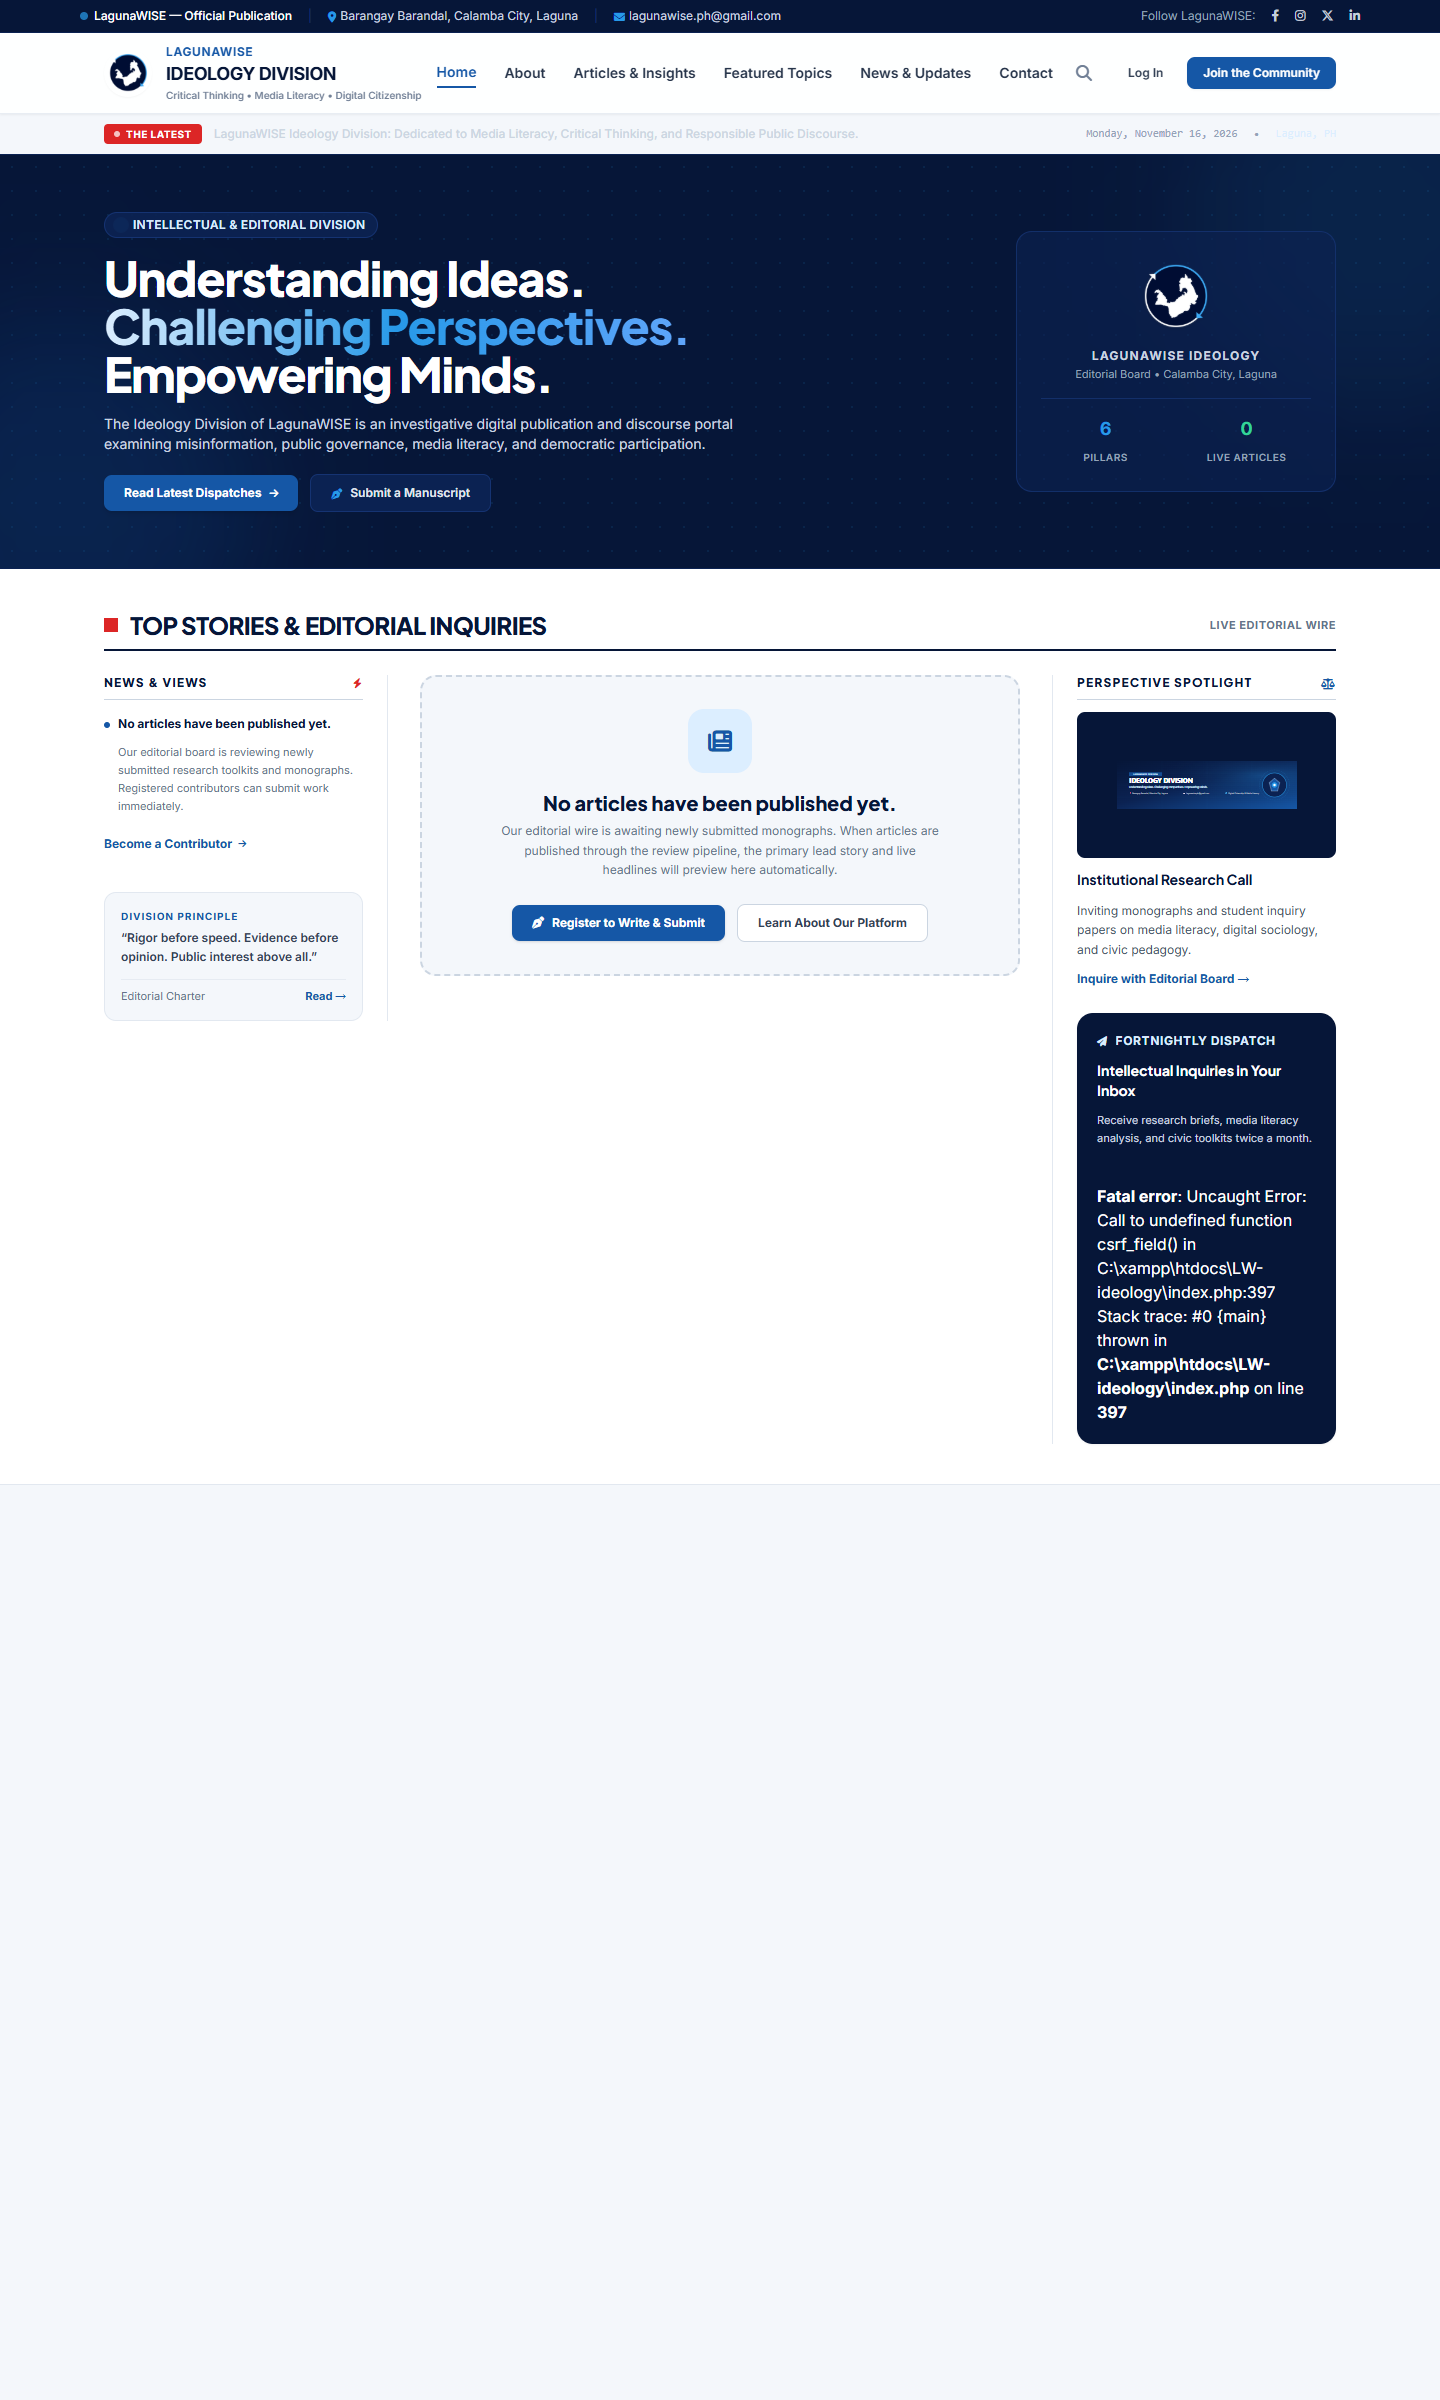 LagunaWISE — Official Publication
Barangay Barandal, Calamba City, Laguna
lagunawise.ph@gmail.com
Follow LagunaWISE:
LAGUNAWISE
IDEOLOGY DIVISION
Critical Thinking • Media Literacy • Digital Citizenship
Home
About
Articles & Insights
Featured Topics
News & Updates
Contact
Log In
Join the Community
THE LATEST
LagunaWISE Ideology Division: Dedicated to Media Literacy, Critical Thinking, and Responsible Public Discourse.
Monday, November 16, 2026 • Laguna, PH
INTELLECTUAL & EDITORIAL DIVISION
Understanding Ideas.
Challenging Perspectives.
Empowering Minds.
The Ideology Division of LagunaWISE is an investigative digital publication and discourse portal
examining misinformation, public governance, media literacy, and democratic participation.
Read Latest Dispatches →
Submit a Manuscript
LAGUNAWISE IDEOLOGY
Editorial Board • Calamba City, Laguna
6
PILLARS
0
LIVE ARTICLES
TOP STORIES & EDITORIAL INQUIRIES
LIVE EDITORIAL WIRE
NEWS & VIEWS
No articles have been published yet.
Our editorial board is reviewing newly
submitted research toolkits and monographs.
Registered contributors can submit work
immediately.
Become a Contributor →
DIVISION PRINCIPLE
“Rigor before speed. Evidence before
opinion. Public interest above all.”
Editorial Charter
Read →
No articles have been published yet.
Our editorial wire is awaiting newly submitted monographs. When articles are
published through the review pipeline, the primary lead story and live
headlines will preview here automatically.
Register to Write & Submit
Learn About Our Platform
PERSPECTIVE SPOTLIGHT
IDEOLOGY DIVISION
Institutional Research Call
Inviting monographs and student inquiry
papers on media literacy, digital sociology,
and civic pedagogy.
Inquire with Editorial Board →
FORTNIGHTLY DISPATCH
Intellectual Inquiries in Your
Inbox
Receive research briefs, media literacy
analysis, and civic toolkits twice a month.
Fatal error: Uncaught Error:
Call to undefined function
csrf_field() in
C:\xampp\htdocs\LW-
ideology\index.php:397
Stack trace: #0 {main}
thrown in
C:\xampp\htdocs\LW-
ideology\index.php on line
397